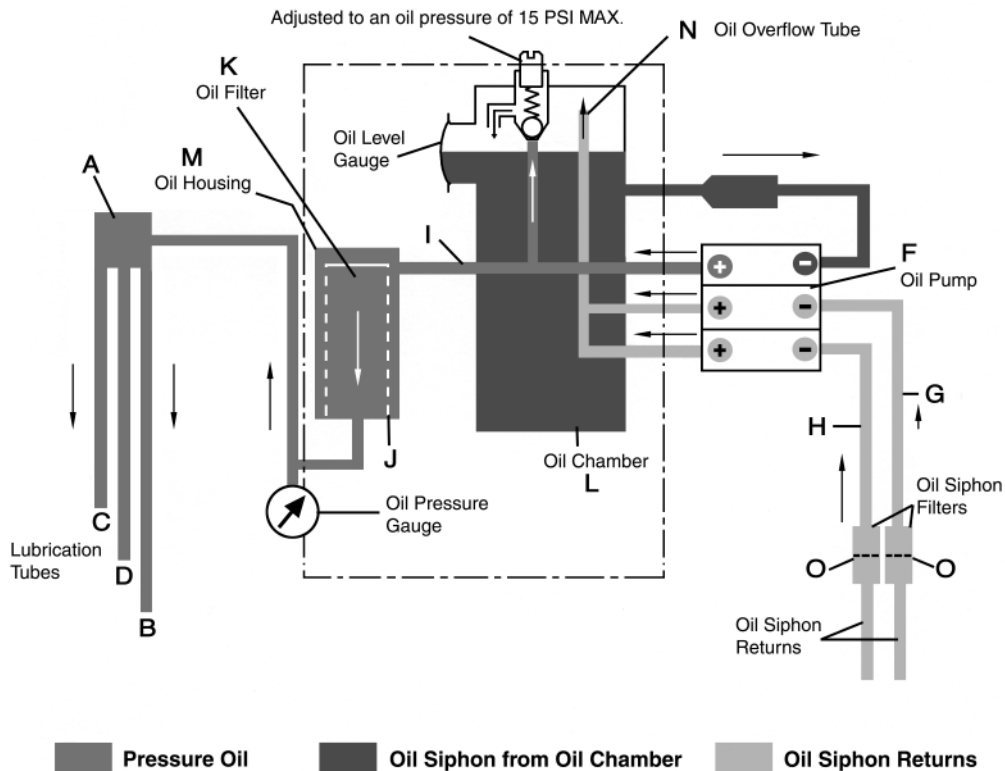 Adjusted to an oil pressure of 15 PSI MAX.
N Oil Overflow Tube
K
Oil Filter
Oil Level
Gauge
M
Oil Housing
A
I
F
Oil Pump
+ −
+ −
+ −
G
H
J
Oil Chamber
L
Oil Siphon
Filters
Oil Pressure
Gauge
C
Lubrication
Tubes
D
B
O O
Oil Siphon
Returns
Pressure Oil
Oil Siphon from Oil Chamber
Oil Siphon Returns